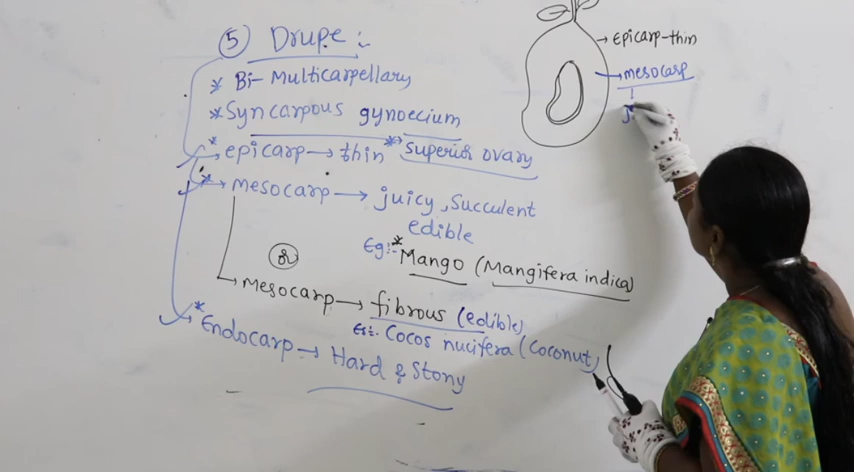 ⑤ Drupe :-
* Bi- Multicarpellary
* Syncarpous gynoecium
* epicarp → thin * superior ovary
* mesocarp → juicy, Succulent
edible
Eg:- * Mango (Mangifera indica)
or
Mesocarp → fibrous (edible)
Eg:- Cocos nucifera (Coconut)
* Endocarp → Hard & Stony
→ Epicarp-thin
→ mesocarp